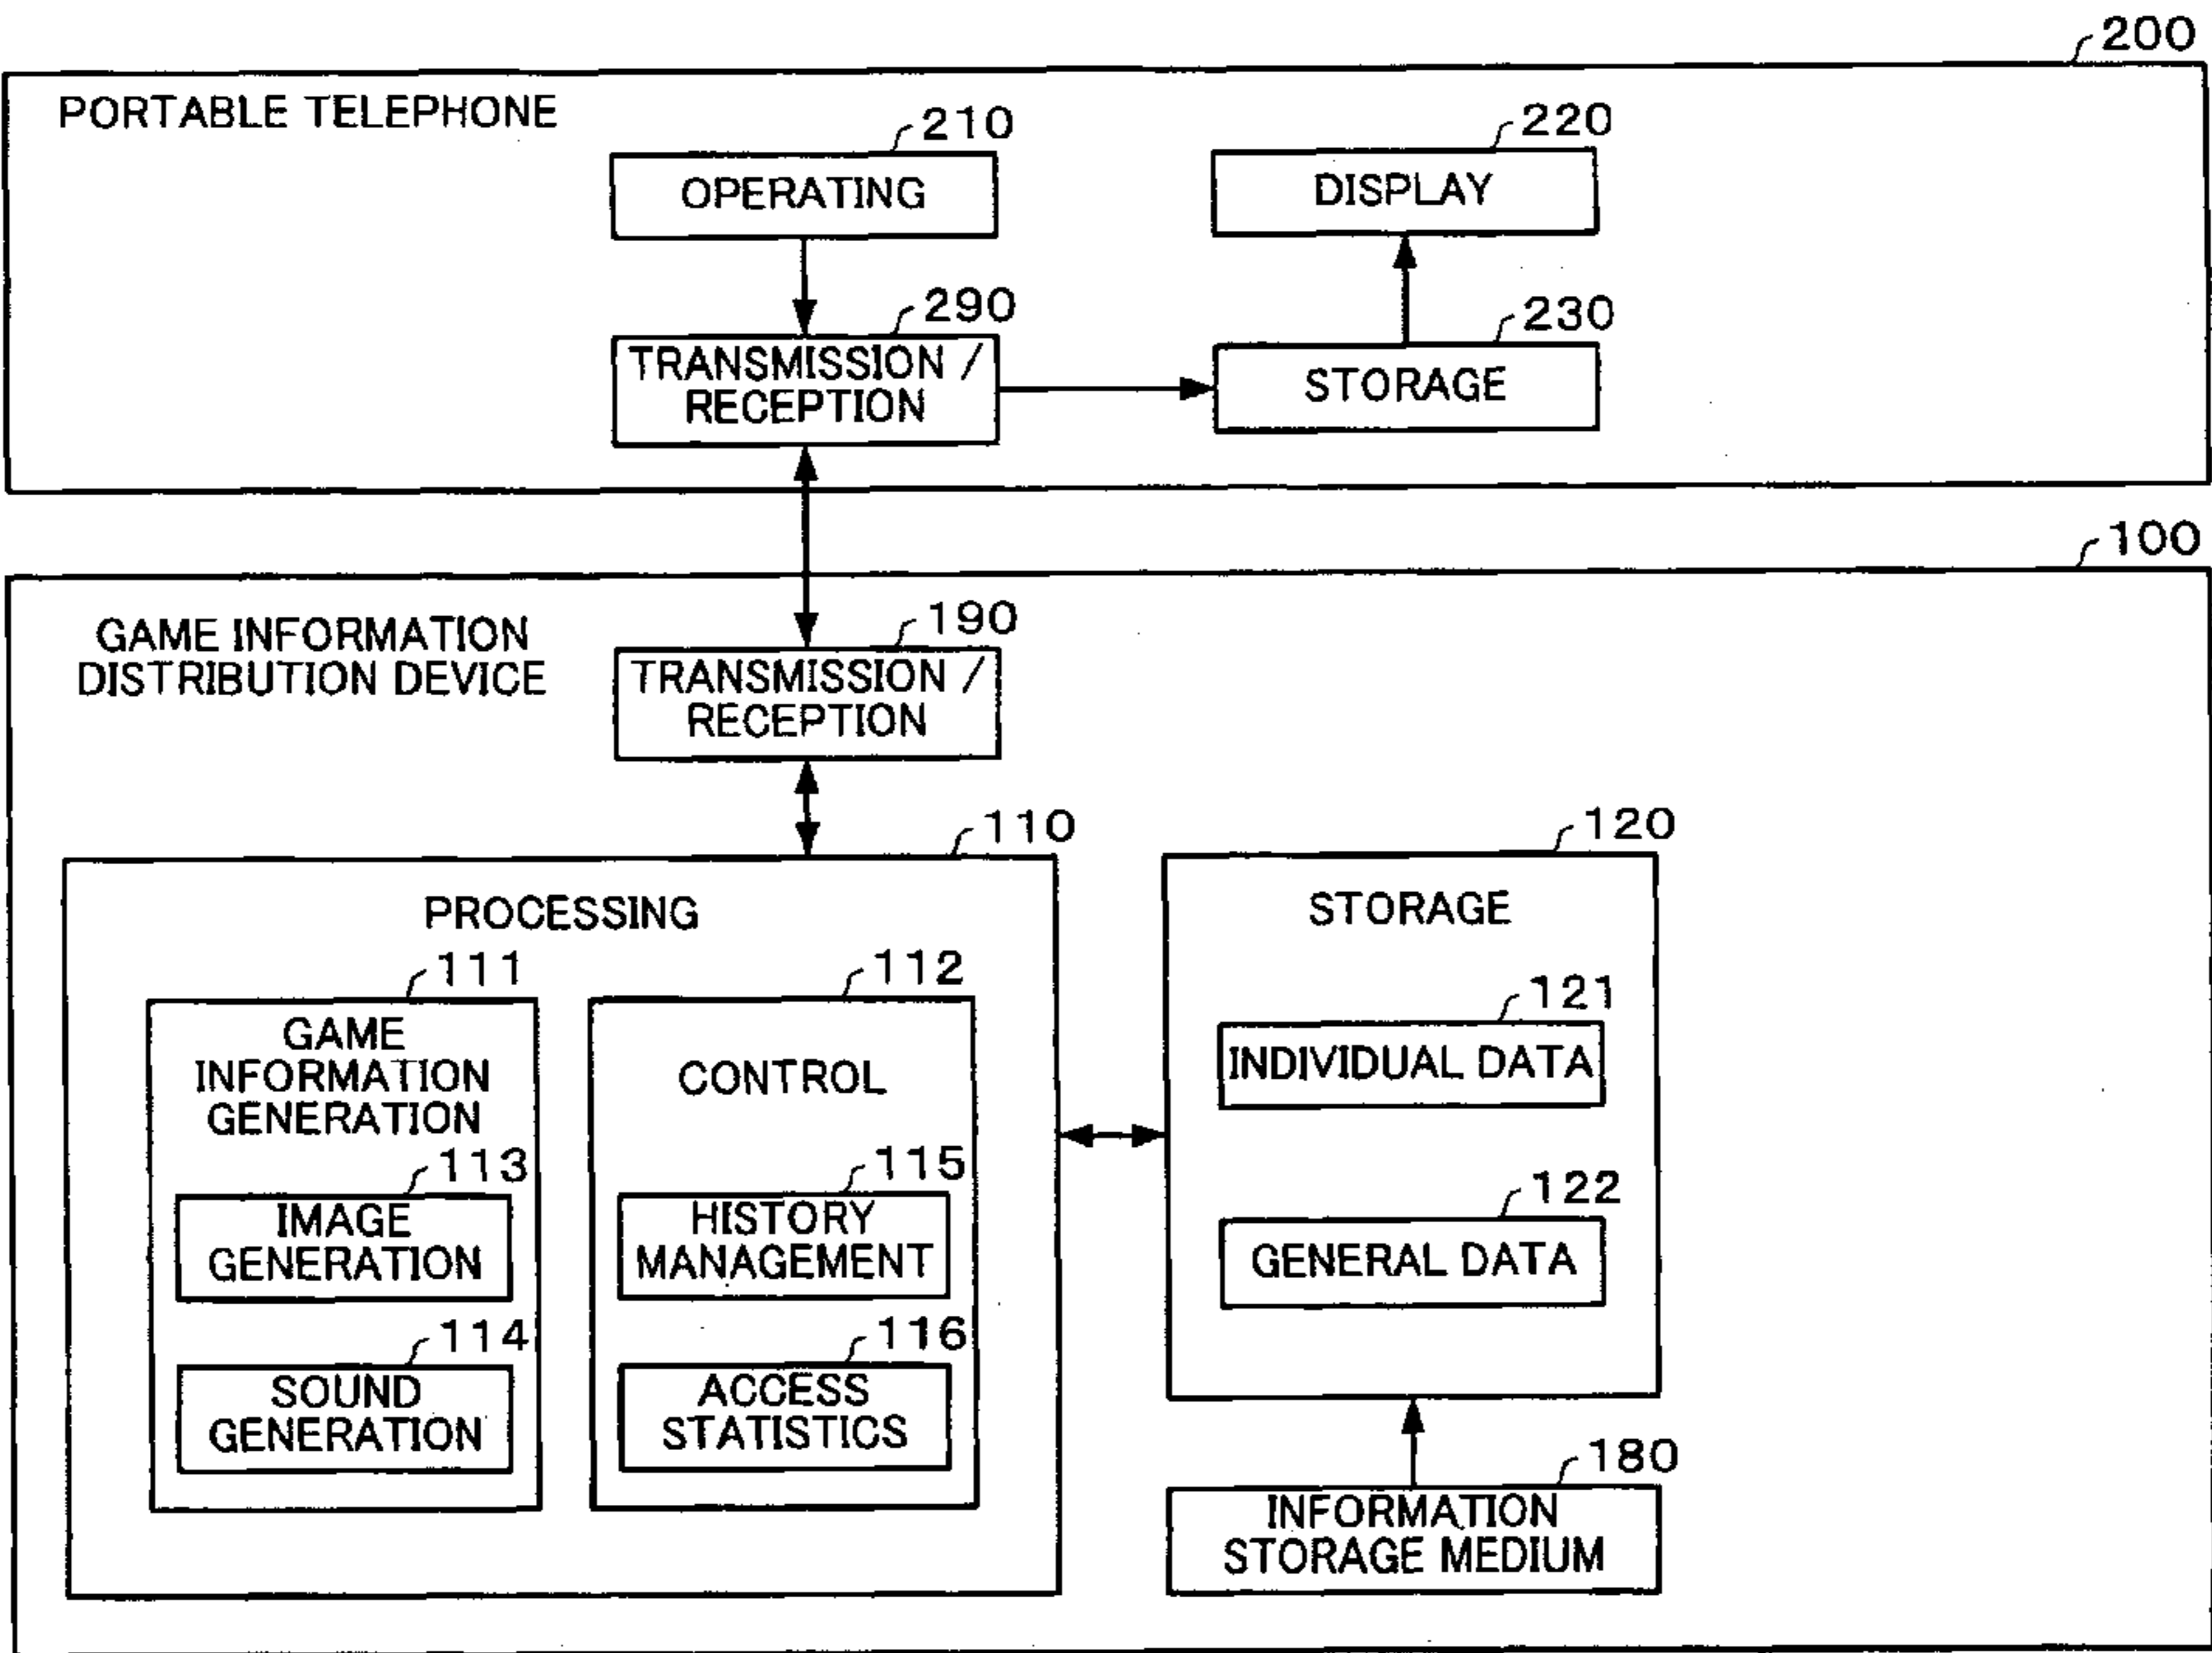 200
PORTABLE TELEPHONE
210
220
OPERATING
DISPLAY
290
230
TRANSMISSION /
RECEPTION
STORAGE
100
GAME INFORMATION
DISTRIBUTION DEVICE
190
TRANSMISSION /
RECEPTION
110
120
PROCESSING
STORAGE
111
112
GAME
INFORMATION
GENERATION
CONTROL
121
INDIVIDUAL DATA
113
115
IMAGE
GENERATION
HISTORY
MANAGEMENT
122
GENERAL DATA
114
116
SOUND
GENERATION
ACCESS
STATISTICS
180
INFORMATION
STORAGE MEDIUM